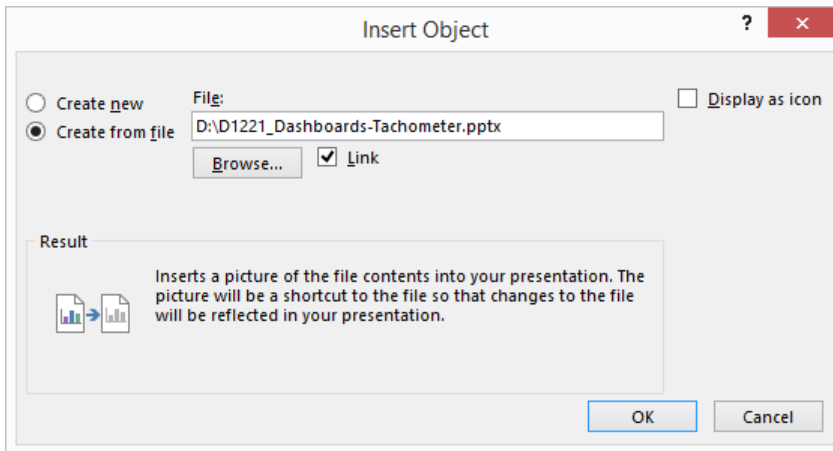 Insert Object
?
Create new
Create from file
File:
D:\D1221_Dashboards-Tachometer.pptx
Browse...
Link
Display as icon
Result
Inserts a picture of the file contents into your presentation. The
picture will be a shortcut to the file so that changes to the file
will be reflected in your presentation.
OK
Cancel